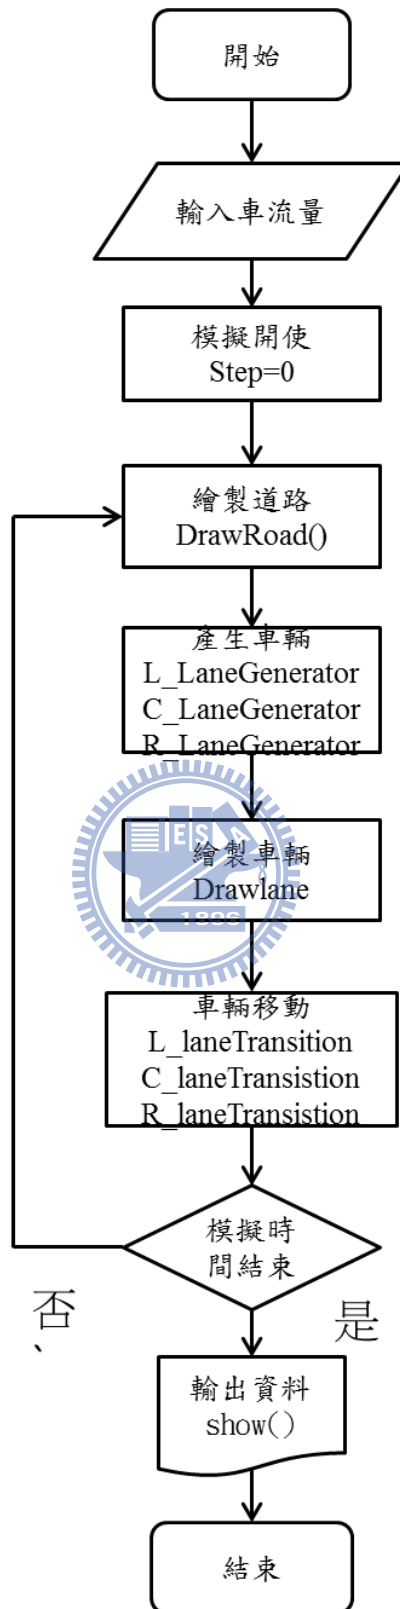 開始
輸入車流量
模擬開使
Step=0
繪製道路
DrawRoad()
產生車輛
L_LaneGenerator
C_LaneGenerator
R_LaneGenerator
ES A
繪製車輛
Drawlane
1896
車輛移動
L_laneTransition
C_laneTransistion
R_laneTransistion
模擬時
間結束
否、
是
輸出資料
show()
結束